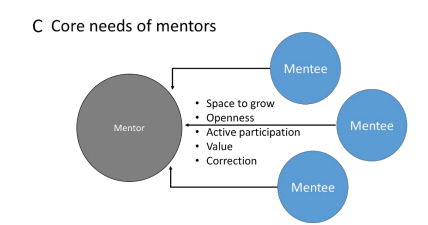 C Core needs of mentors
Mentee
• Space to grow
• Openness
Mentor
• Active participation
Mentee
• Value
• Correction
Mentee